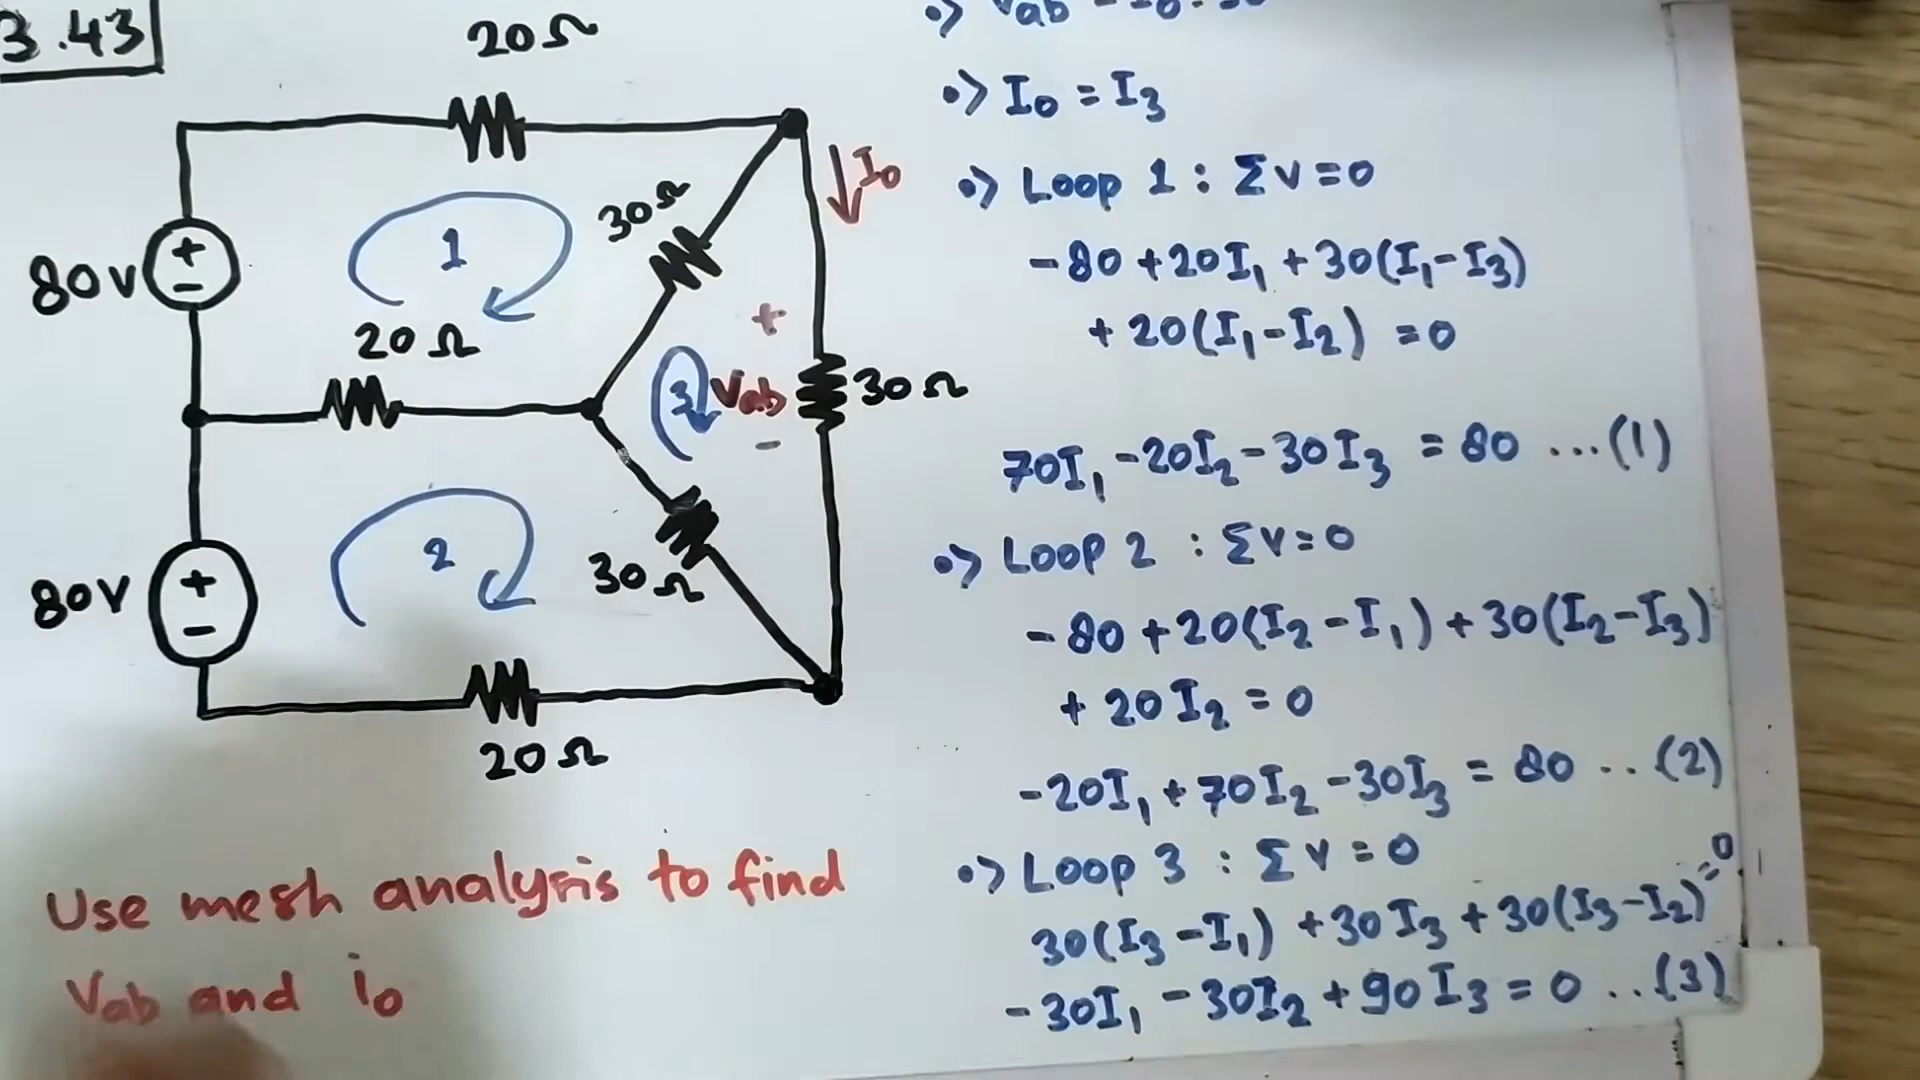 3.43
20Ω
30Ω
I₀
80V
1
20Ω
+
-
3
Vab
+
-
30Ω
80V
+
-
2
30Ω
20Ω
Use mesh analysis to find
Vab and i₀
•> I₀ = I₃
•> Loop 1 : ΣV=0
-80 +20I₁ +30(I₁-I₃)
+ 20(I₁-I₂) =0
70I₁ -20I₂-30I₃ = 80 ...(1)
•> Loop 2 : ΣV=0
-80 +20(I₂-I₁)+30(I₂-I₃)
+ 20I₂ =0
-20I₁ + 70I₂ -30I₃ = 80 ..(2)
•> Loop 3 : ΣV=0
30(I₃-I₁) +30I₃ +30(I₃-I₂)=0
-30I₁ -30I₂ +90I₃=0 ..(3)